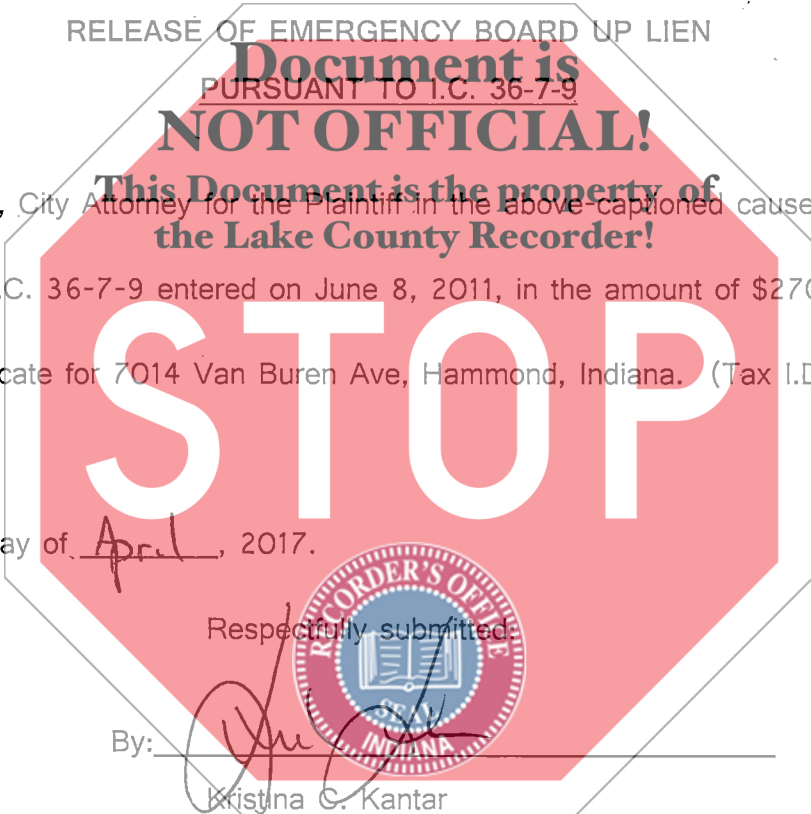 RELEASE OF EMERGENCY BOARD UP LIEN
Document is
PURSUANT TO I.C. 36-7-9
NOT OFFICIAL!
This Document is the property of
, City Attorney for the Plaintiff in the above-captioned cause
the Lake County Recorder!
.C. 36-7-9 entered on June 8, 2011, in the amount of $270
STOP
cate for 7014 Van Buren Ave, Hammond, Indiana. (Tax I.D
ay of April, 2017.
RECORDER'S OFFICE
Respectfully submitted:
SEAL
INDIANA
By:
Kristina C. Kantar